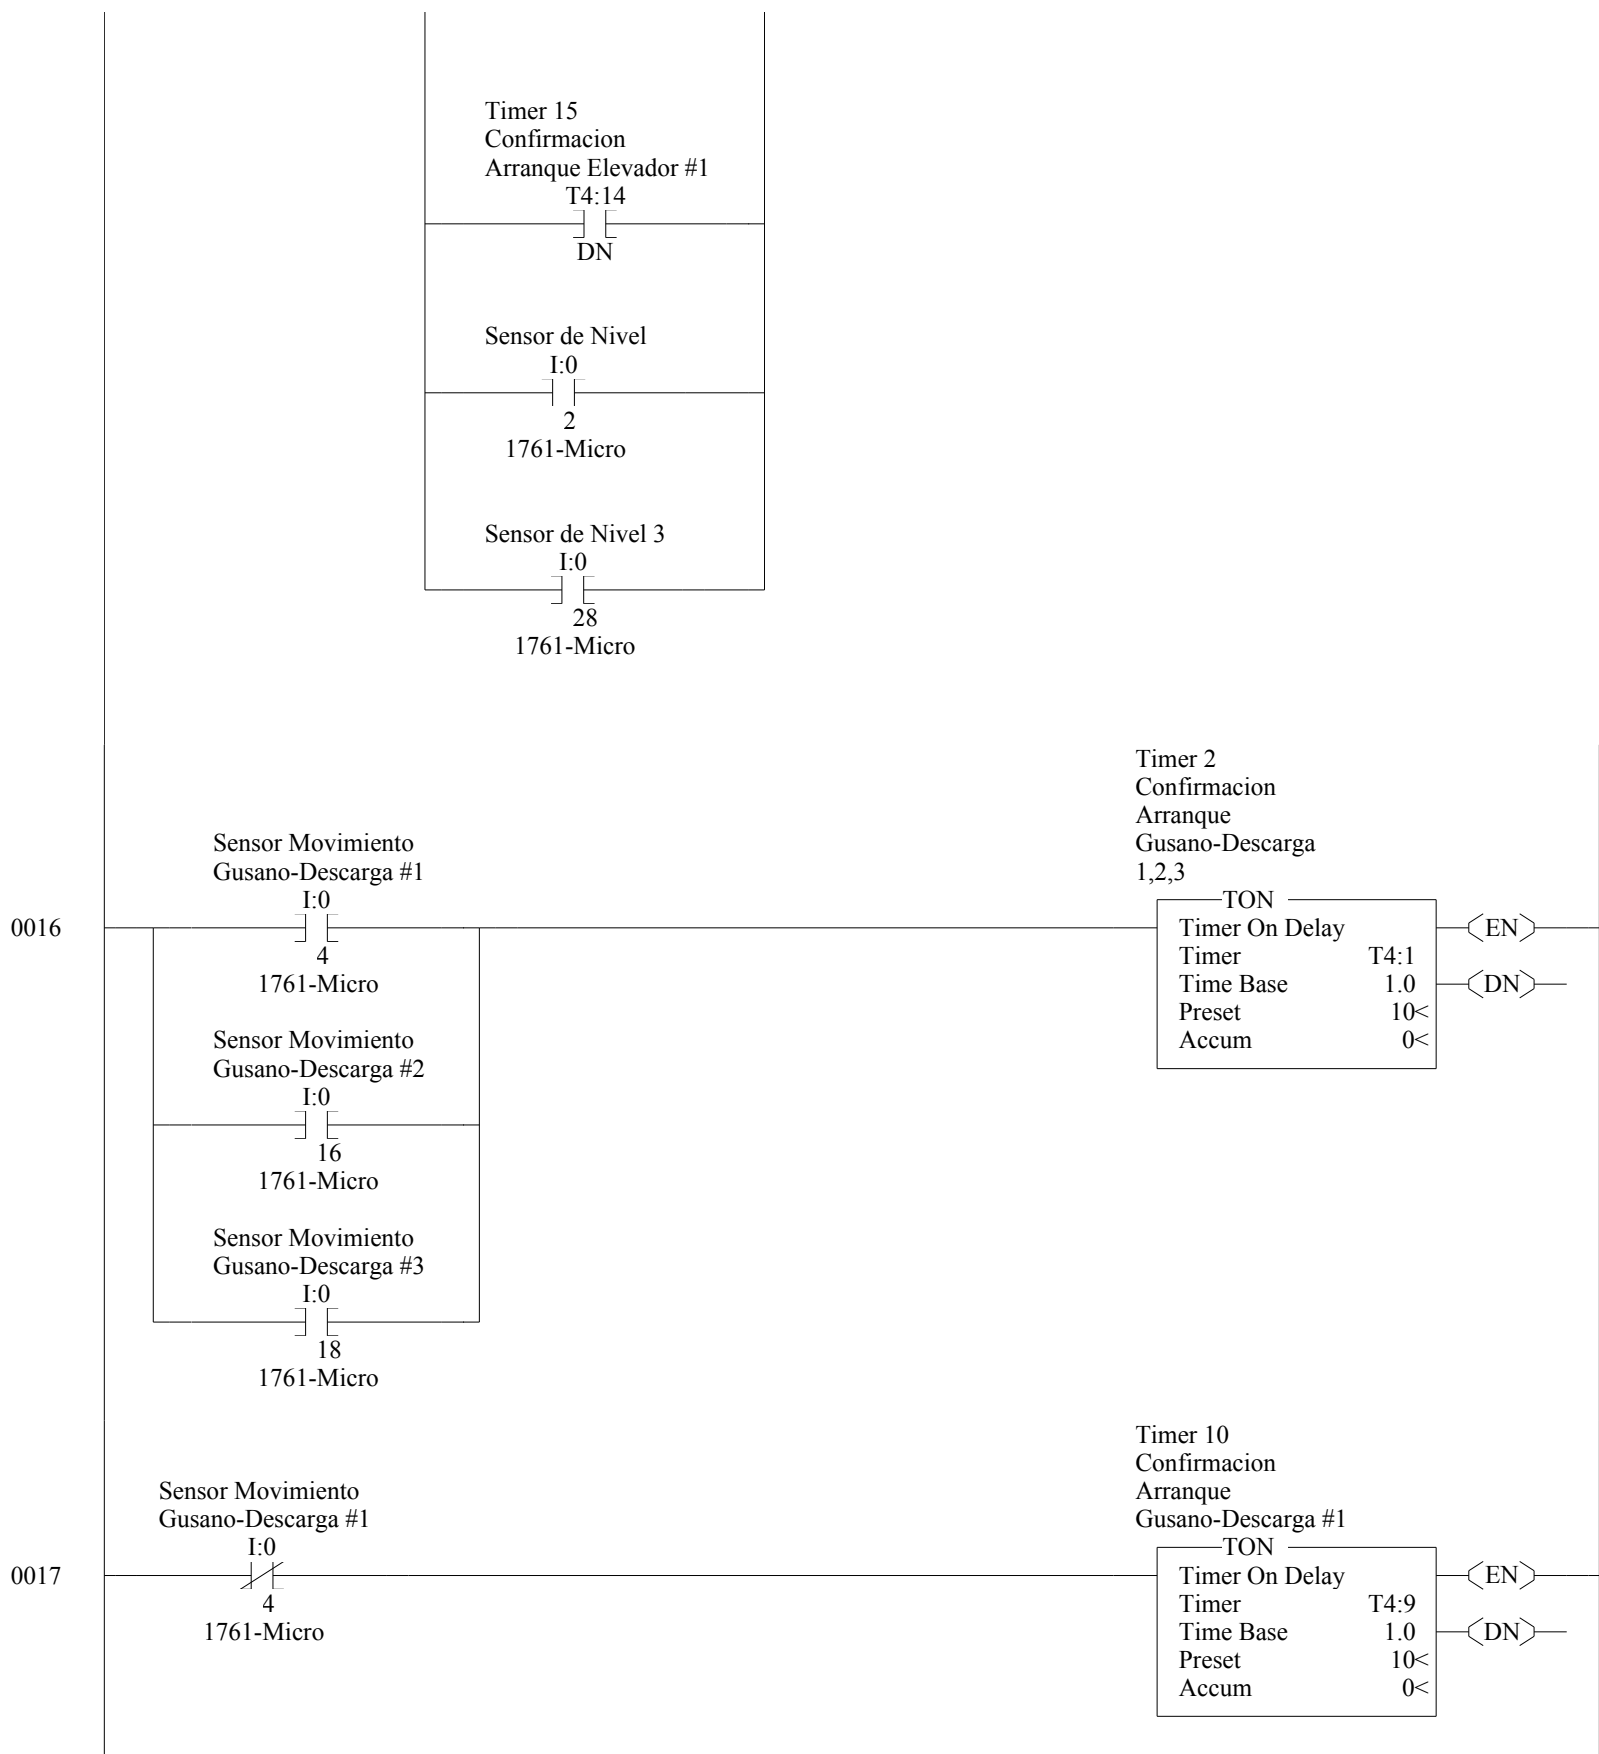 Timer 15
Confirmacion
Arranque Elevador #1
T4:14
DN
Sensor de Nivel
I:0
2
1761-Micro
Sensor de Nivel 3
I:0
28
1761-Micro
Timer 2
Confirmacion
Arranque
Gusano-Descarga
1,2,3
Sensor Movimiento
Gusano-Descarga #1
I:0
4
1761-Micro
0016
TON
Timer On Delay
EN
Timer T4:1
Time Base 1.0
DN
Preset 10<
Accum 0<
Sensor Movimiento
Gusano-Descarga #2
I:0
16
1761-Micro
Sensor Movimiento
Gusano-Descarga #3
I:0
18
1761-Micro
Timer 10
Confirmacion
Arranque
Gusano-Descarga #1
Sensor Movimiento
Gusano-Descarga #1
I:0
4
1761-Micro
0017
TON
Timer On Delay
EN
Timer T4:9
Time Base 1.0
DN
Preset 10<
Accum 0<